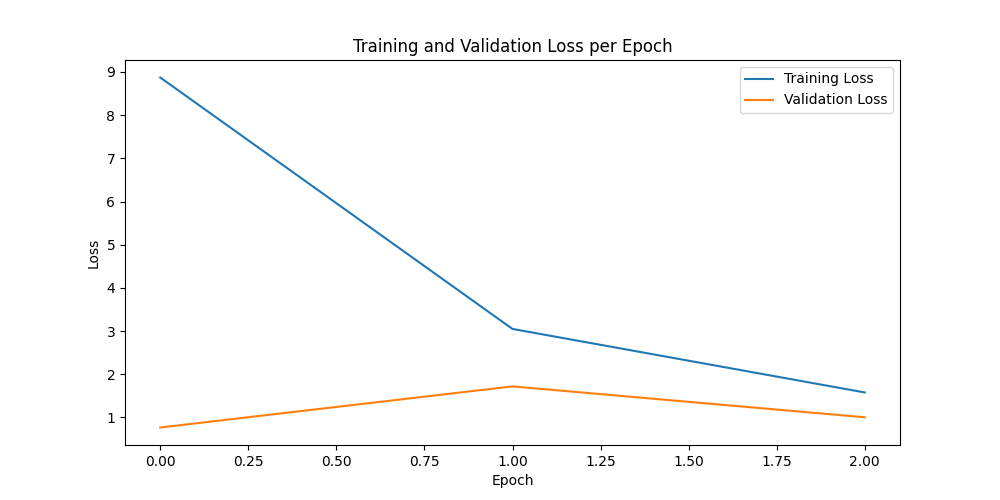 Training and Validation Loss per Epoch
Training Loss
Validation Loss
9
8
7
6
5
4
3
2
1
Loss
0.00 0.25 0.50 0.75 1.00 1.25 1.50 1.75 2.00
Epoch